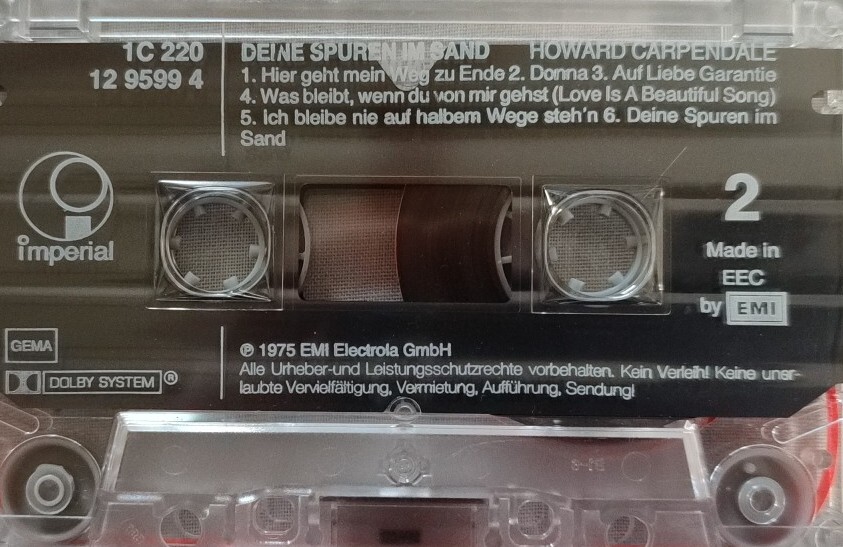 1C 220
12 9599 4
DEINE SPUREN IM SAND HOWARD CARPENDALE
1. Hier geht mein Weg zu Ende 2. Donna 3. Auf Liebe Garantie
4. Was bleibt, wenn du von mir gehst (Love Is A Beautiful Song)
5. Ich bleibe nie auf halbem Wege steh'n 6. Deine Spuren im
Sand
imperial
2
Made in
EEC
by EMI
GEMA
DOLBY SYSTEM®
℗ 1975 EMI Electrola GmbH
Alle Urheber-und Leistungsschutzrechte vorbehalten. Kein Verleih! Keine uner-
laubte Vervielfältigung, Vermietung, Aufführung, Sendung!